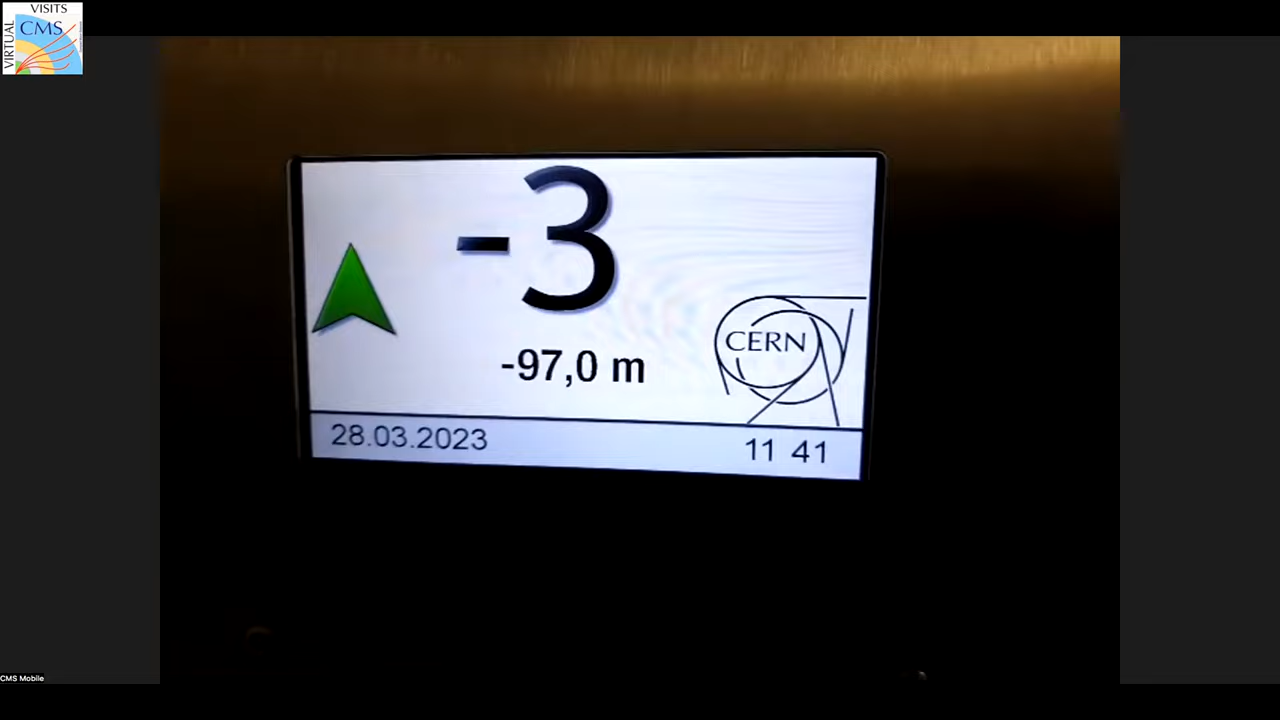 VISITS
VIRTUAL
CMS
-3
-97,0 m
CERN
28.03.2023
11 41
CMS Mobile